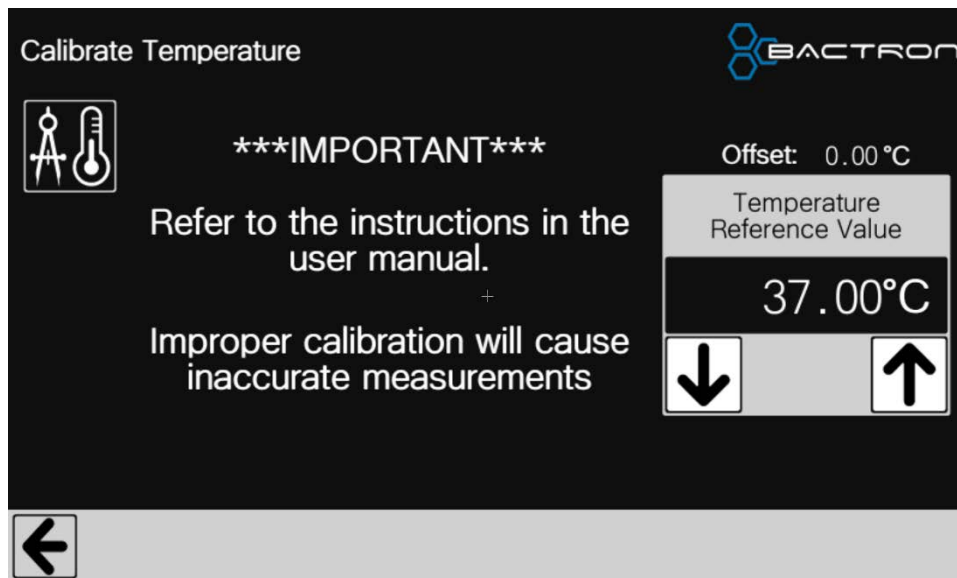 Calibrate Temperature
BACTRON
***IMPORTANT***
Offset: 0.00 °C
Refer to the instructions in the
user manual.
Temperature
Reference Value
37.00°C
Improper calibration will cause
inaccurate measurements